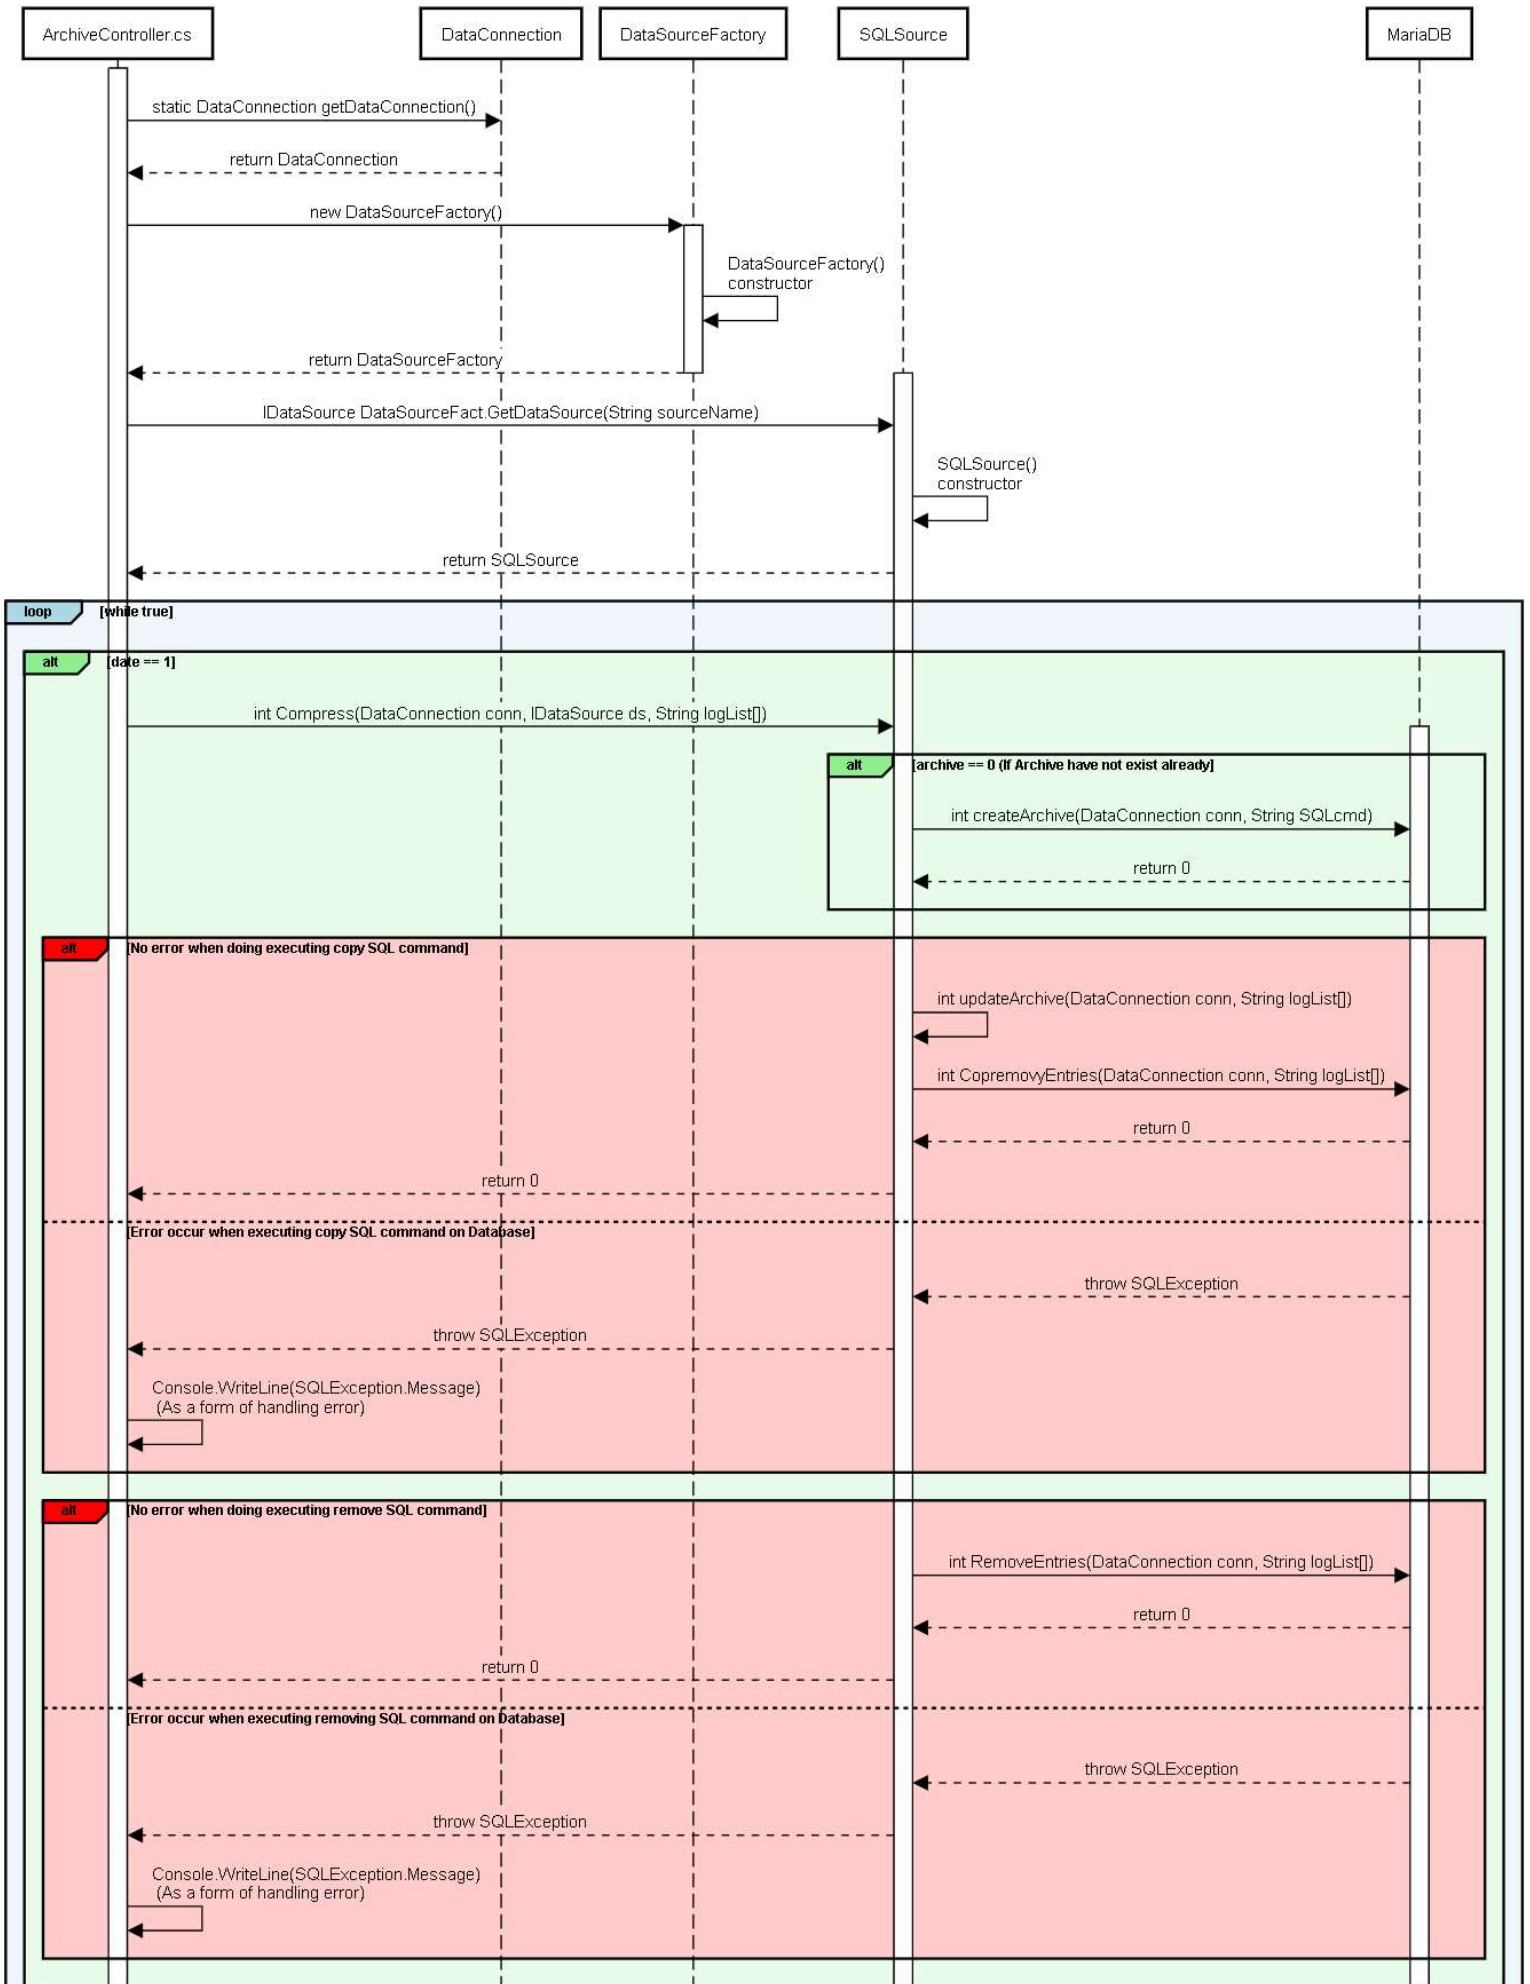 ArchiveController.cs
DataConnection
DataSourceFactory
SQLSource
MariaDB
static DataConnection getDataConnection()
return DataConnection
new DataSourceFactory()
DataSourceFactory()
constructor
return DataSourceFactory
IDataSource DataSourceFact.GetDataSource(String sourceName)
SQLSource()
constructor
return SQLSource
loop [while true]
alt [date == 1]
int Compress(DataConnection conn, IDataSource ds, String logList[])
alt [archive == 0 (If Archive have not exist already]
int createArchive(DataConnection conn, String SQLcmd)
return 0
alt [No error when doing executing copy SQL command]
int updateArchive(DataConnection conn, String logList[])
int CopremovyEntries(DataConnection conn, String logList[])
return 0
return 0
[Error occur when executing copy SQL command on Database]
throw SQLException
throw SQLException
Console.WriteLine(SQLException.Message)
(As a form of handling error)
alt [No error when doing executing remove SQL command]
int RemoveEntries(DataConnection conn, String logList[])
return 0
return 0
[Error occur when executing removing SQL command on Database]
throw SQLException
throw SQLException
Console.WriteLine(SQLException.Message)
(As a form of handling error)